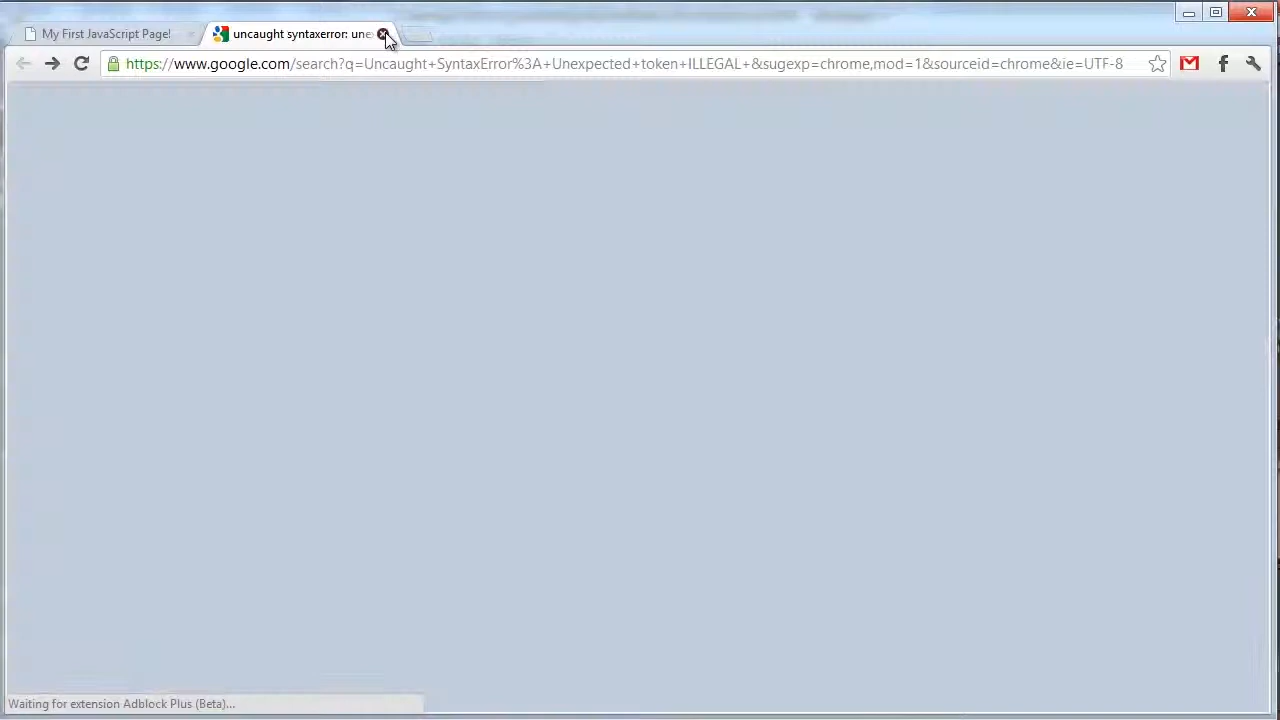 My First JavaScript Page!
uncaught syntaxerror: une
https://www.google.com/search?q=Uncaught+SyntaxError%3A+Unexpected+token+ILLEGAL+&sugexp=chrome,mod=1&sourceid=chrome&ie=UTF-8
Waiting for extension Adblock Plus (Beta)...